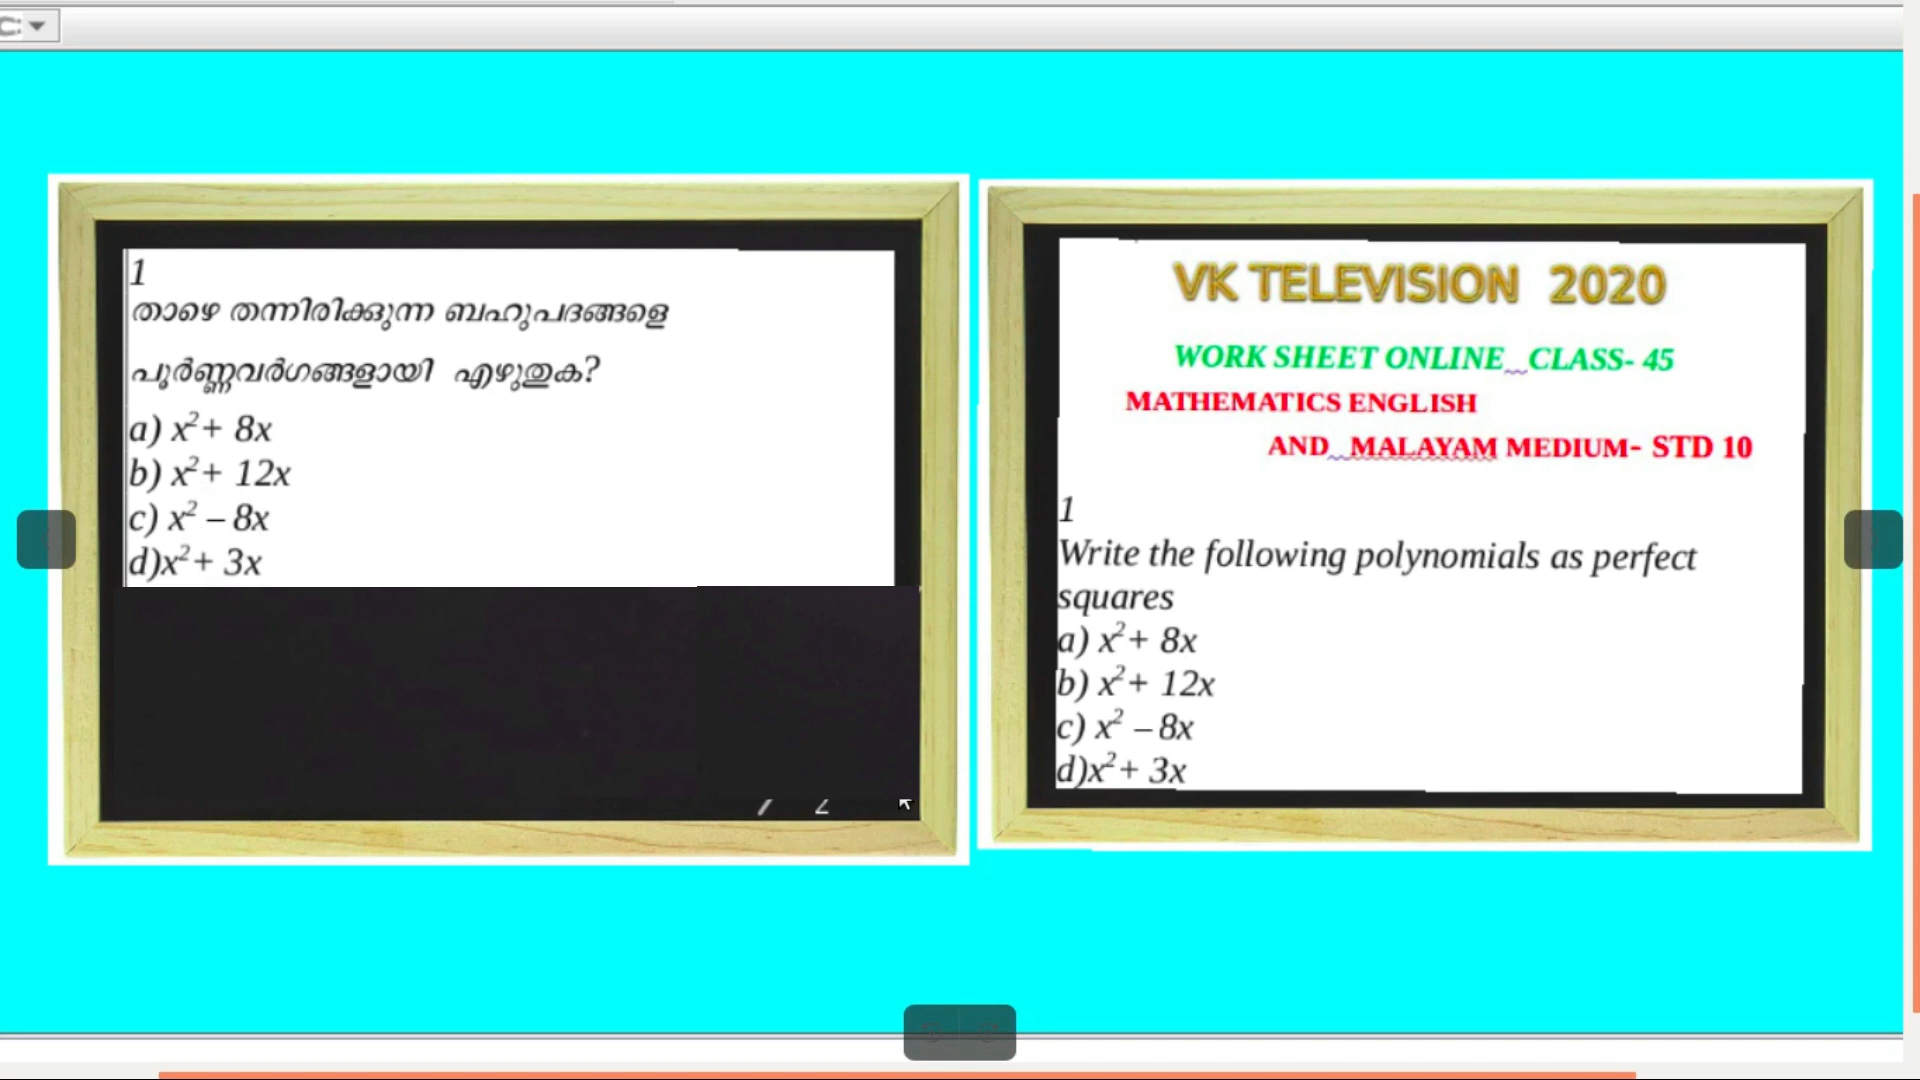 1
താഴെ തന്നിരിക്കുന്ന ബഹുപദങ്ങളെ
പൂർണ്ണവർഗങ്ങളായി എഴുതുക?
a) x²+ 8x
b) x²+ 12x
c) x² – 8x
d)x²+ 3x
VK TELEVISION 2020
WORK SHEET ONLINE CLASS- 45
MATHEMATICS ENGLISH
AND MALAYAM MEDIUM- STD 10
1
Write the following polynomials as perfect
squares
a) x²+ 8x
b) x²+ 12x
c) x² – 8x
d)x²+ 3x